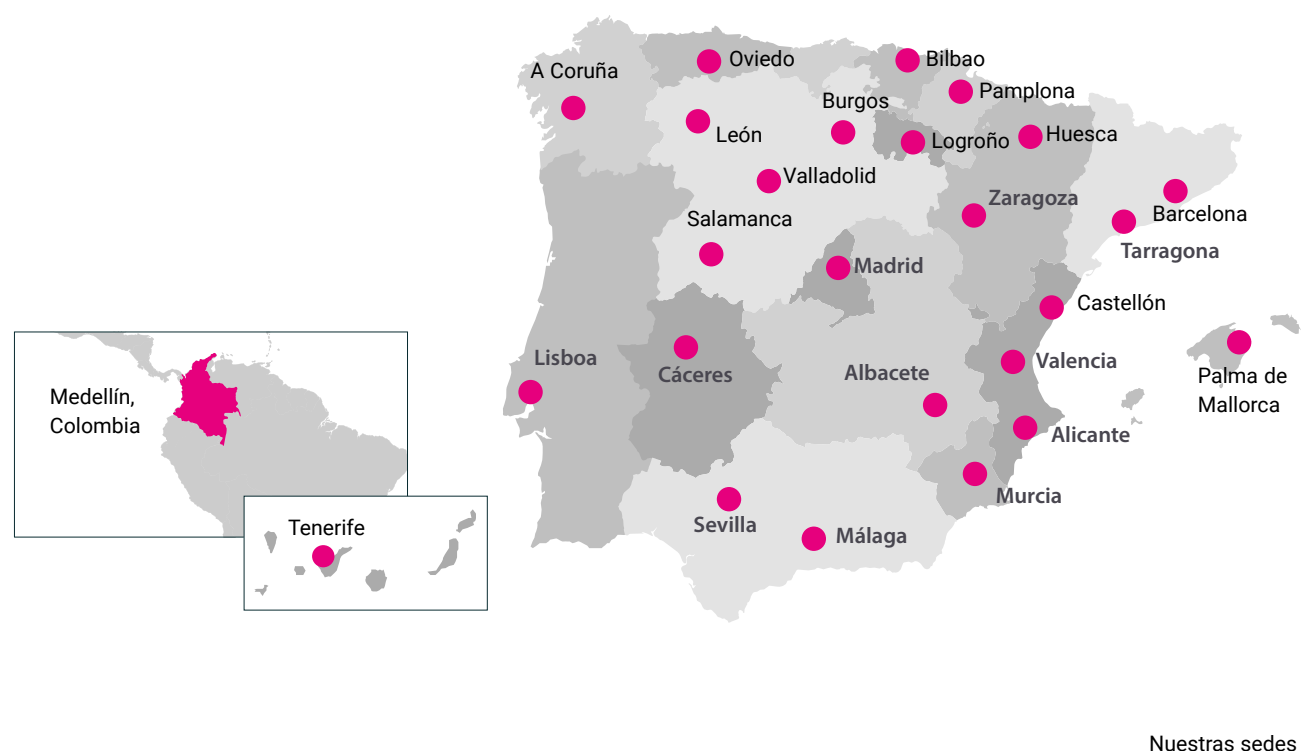 Oviedo
Bilbao
A Coruña
Pamplona
Burgos
León
Logroño
Huesca
Valladolid
Zaragoza
Salamanca
Barcelona
Tarragona
Madrid
Castellón
Lisboa
Cáceres
Albacete
Valencia
Palma de
Mallorca
Medellín,
Colombia
Alicante
Murcia
Sevilla
Málaga
Tenerife
Nuestras sedes